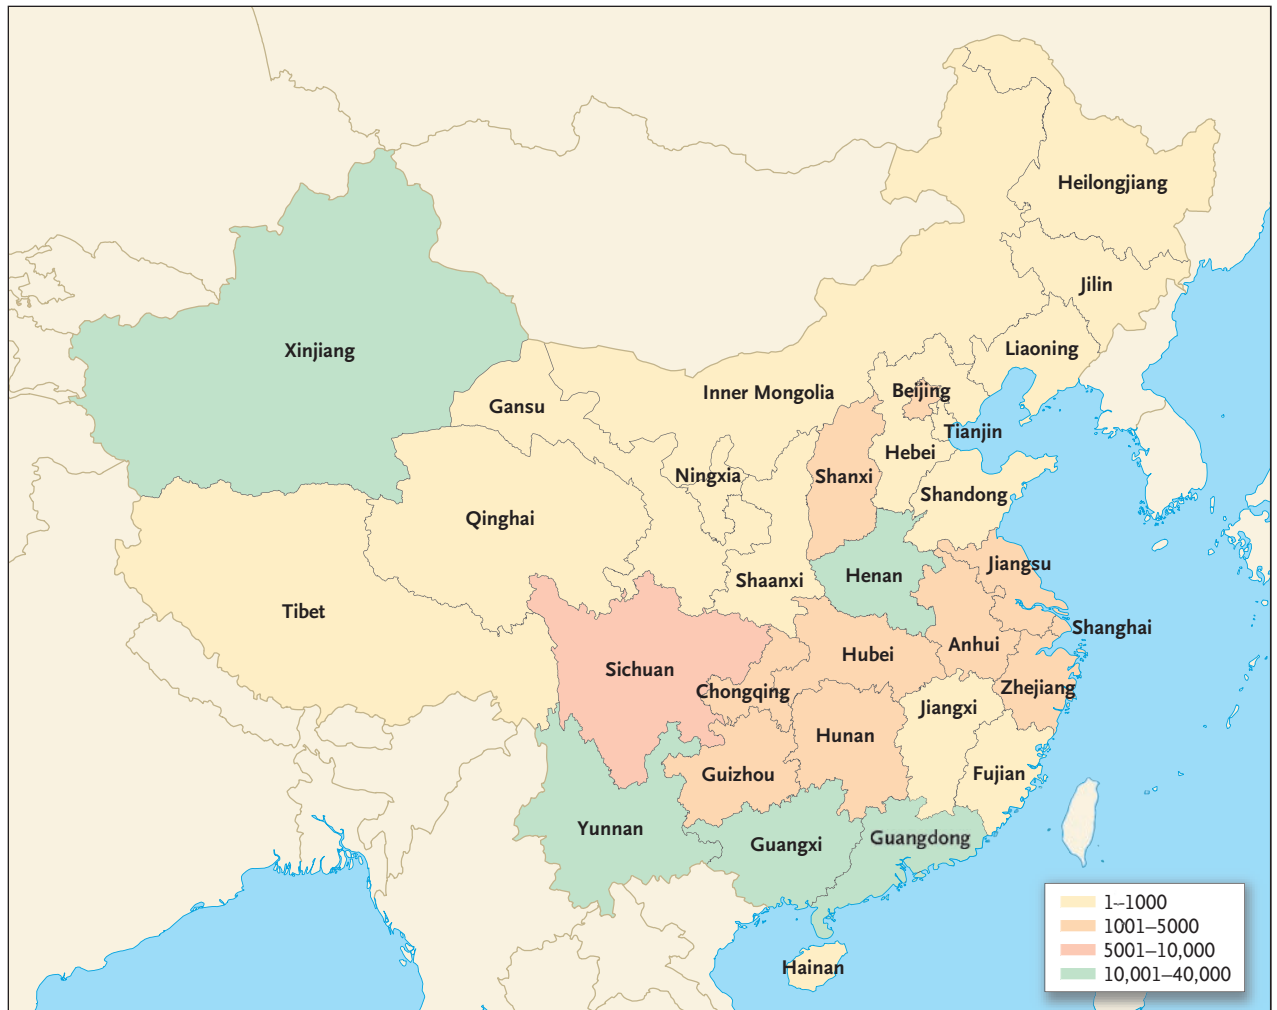 Heilongjiang
Jilin
Xinjiang
Liaoning
Inner Mongolia
Beijing
Gansu
Tianjin
Hebei
Ningxia
Shanxi
Shandong
Qinghai
Jiangsu
Henan
Shaanxi
Tibet
Shanghai
Anhui
Hubei
Sichuan
Zhejiang
Chongqing
Jiangxi
Hunan
Guizhou
Fujian
Yunnan
Guangdong
Guangxi
1–1000
1001–5000
5001–10,000
10,001–40,000
Hainan